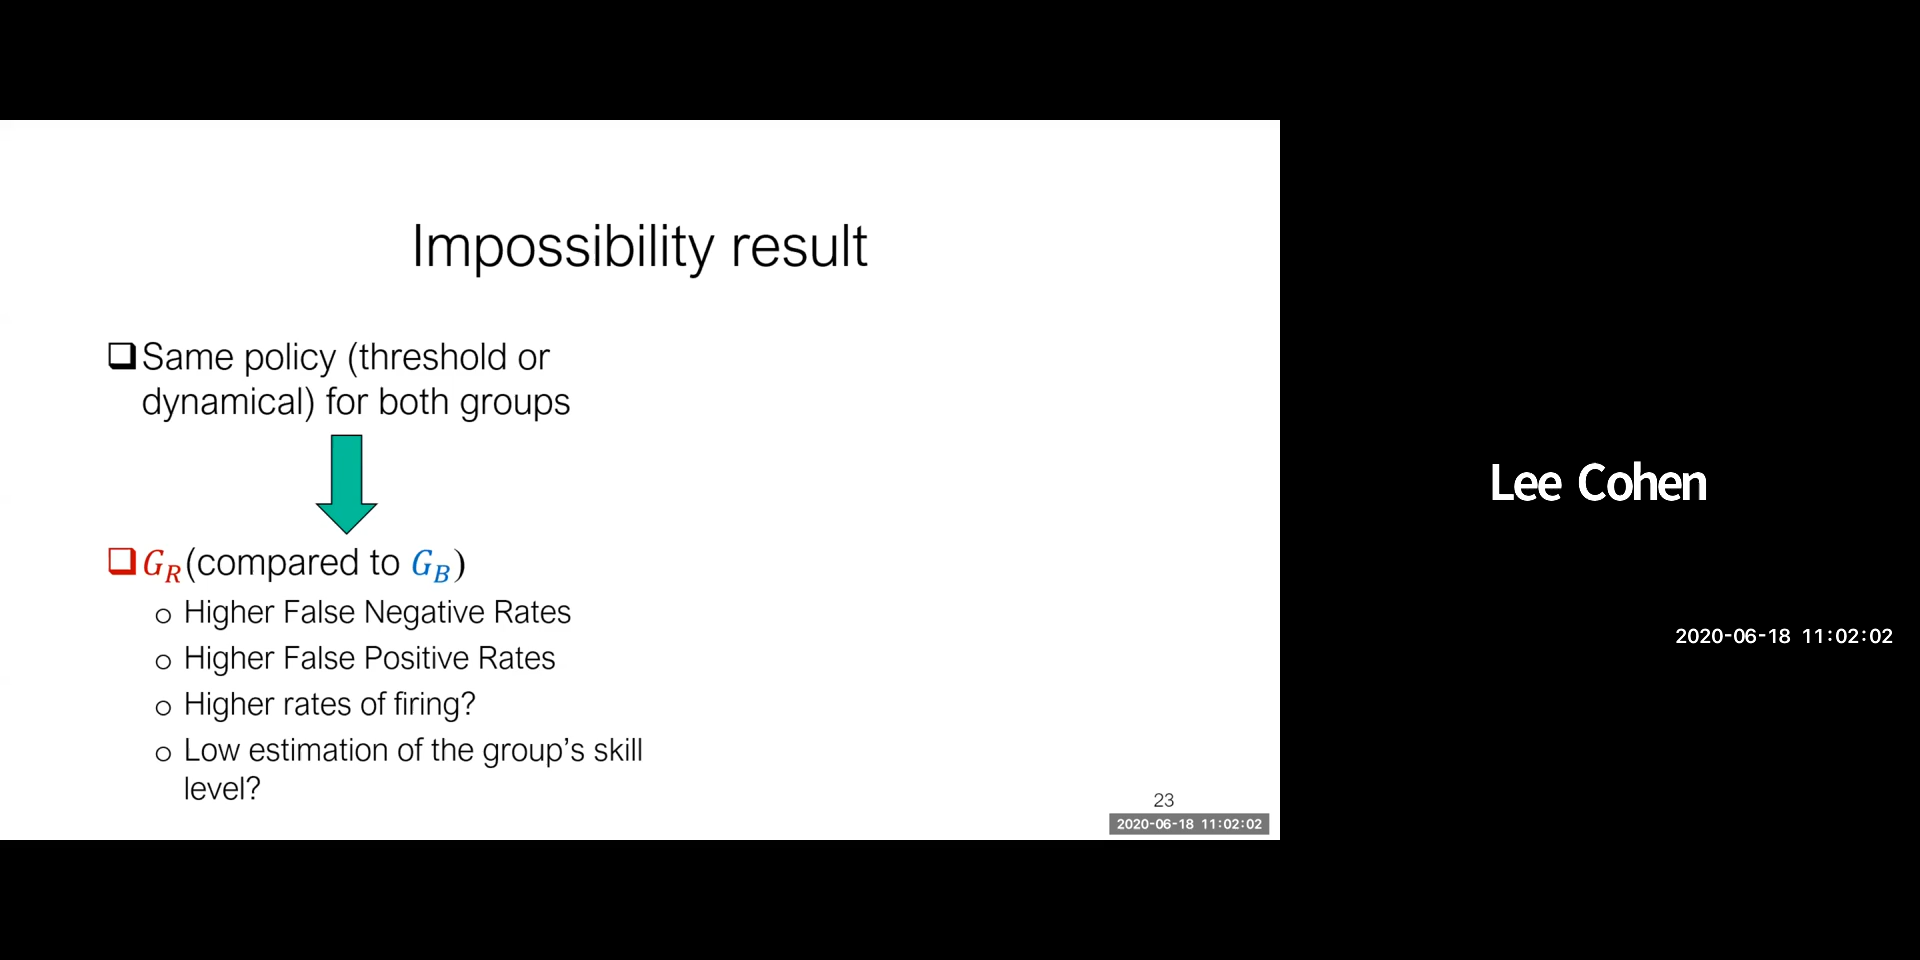 Impossibility result
Same policy (threshold or
dynamical) for both groups
G_R (compared to G_B)
o Higher False Negative Rates
o Higher False Positive Rates
o Higher rates of firing?
o Low estimation of the group's skill
level?
23
2020-06-18 11:02:02
Lee Cohen
2020-06-18 11:02:02